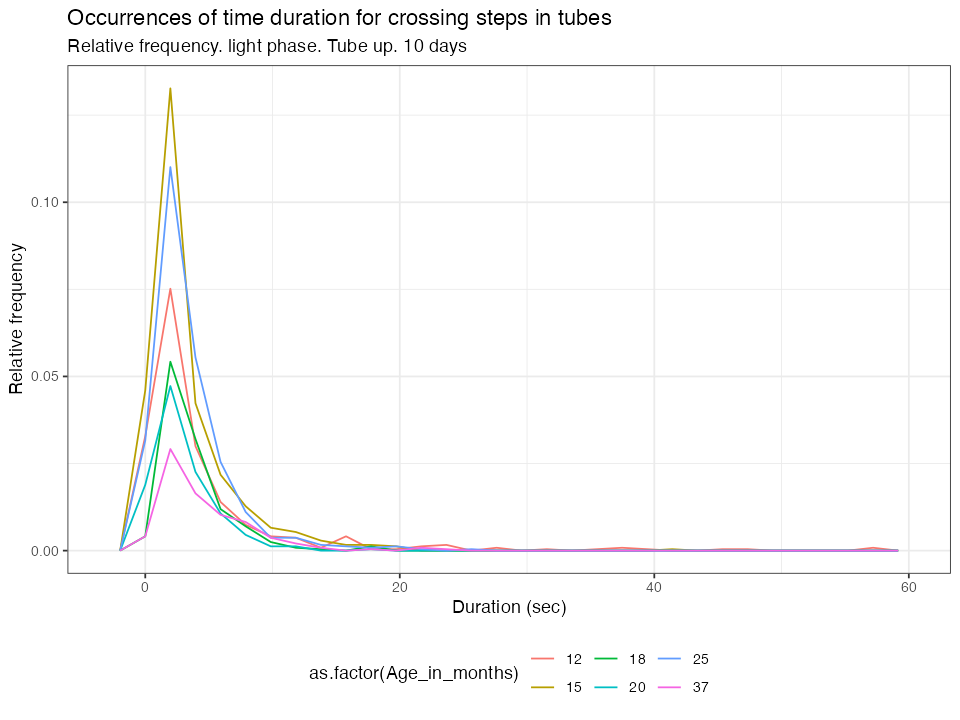 Occurrences of time duration for crossing steps in tubes
Relative frequency. light phase. Tube up. 10 days
Relative frequency
0.10
0.05
0.00
0 20 40 60
Duration (sec)
as.factor(Age_in_months)
12 18 25
15 20 37